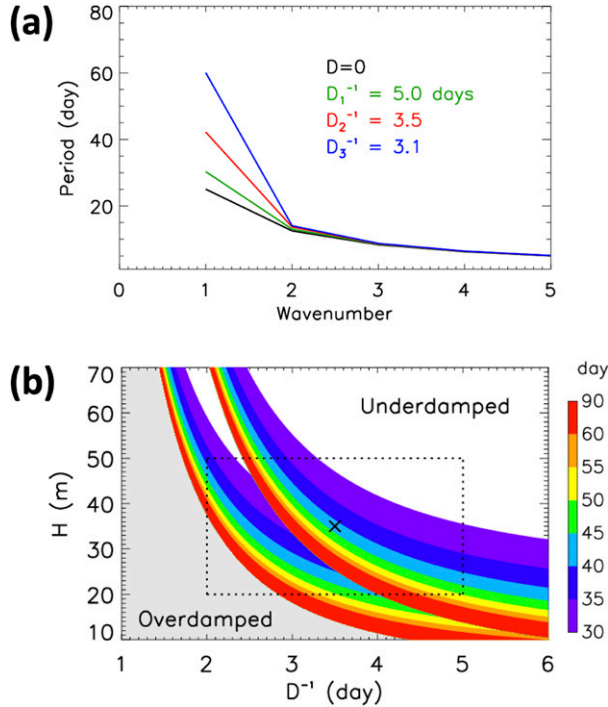 (a)
80
60
40
20
Period (day)
D=0
D₁⁻¹ = 5.0 days
D₂⁻¹ = 3.5
D₃⁻¹ = 3.1
0 1 2 3 4 5
Wavenumber
(b)
day
70
60
50
40
30
20
10
H (m)
Underdamped
Overdamped
1 2 3 4 5 6
D⁻¹ (day)
90
60
55
50
45
40
35
30